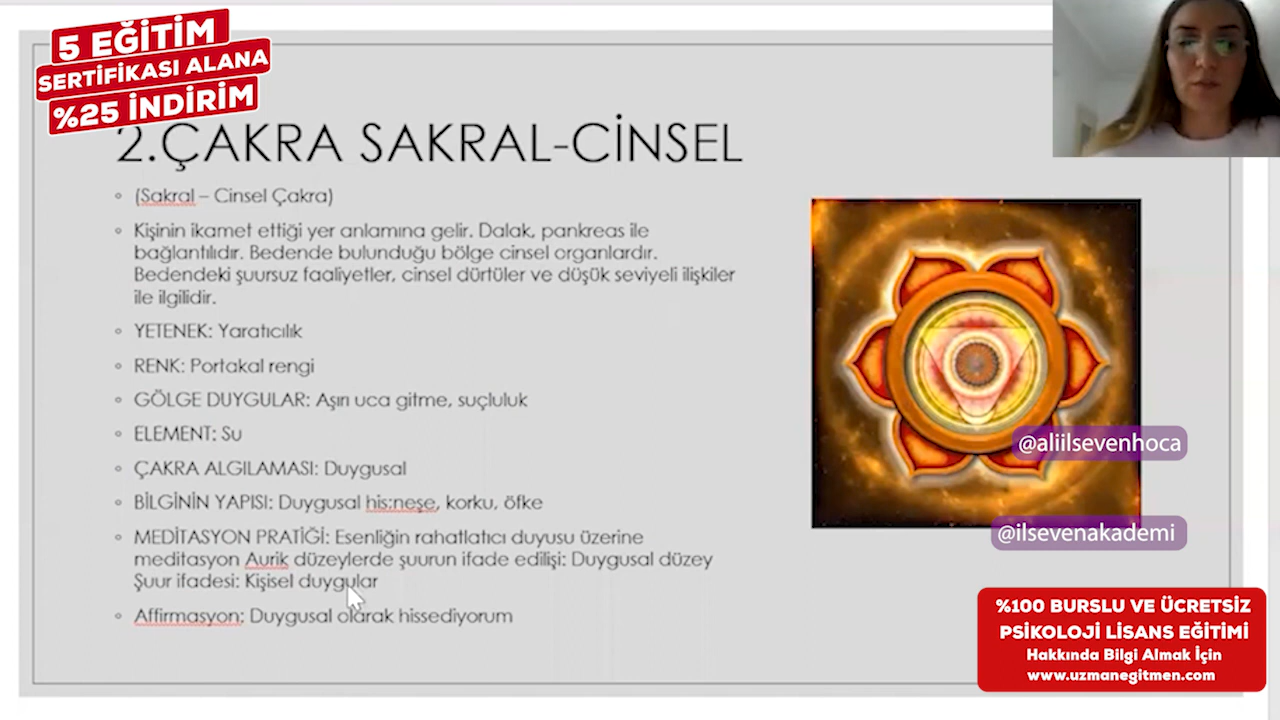 5 EĞİTİM
SERTİFİKASI ALANA
%25 İNDİRİM
2.ÇAKRA SAKRAL-CİNSEL
(Sakral – Cinsel Çakra)
Kişinin ikamet ettiği yer anlamına gelir. Dalak, pankreas ile
bağlantılıdır. Bedende bulunduğu bölge cinsel organlardır.
Bedendeki şuursuz faaliyetler, cinsel dürtüler ve düşük seviyeli ilişkiler
ile ilgilidir.
YETENEK: Yaratıcılık
RENK: Portakal rengi
GÖLGE DUYGULAR: Aşırı uca gitme, suçluluk
ELEMENT: Su
ÇAKRA ALGILAMASI: Duygusal
BİLGİNİN YAPISI: Duygusal his:neşe, korku, öfke
MEDİTASYON PRATİĞİ: Esenliğin rahatlatıcı duyusu üzerine
meditasyon Aurik düzeylerde şuurun ifade edilişi: Duygusal düzey
Şuur ifadesi: Kişisel duygular
Affirmasyon: Duygusal olarak hissediyorum
@aliilsevenhoca
@ilsevenakademi
%100 BURSLU VE ÜCRETSİZ
PSİKOLOJİ LİSANS EĞİTİMİ
Hakkında Bilgi Almak İçin
www.uzmanegitmen.com